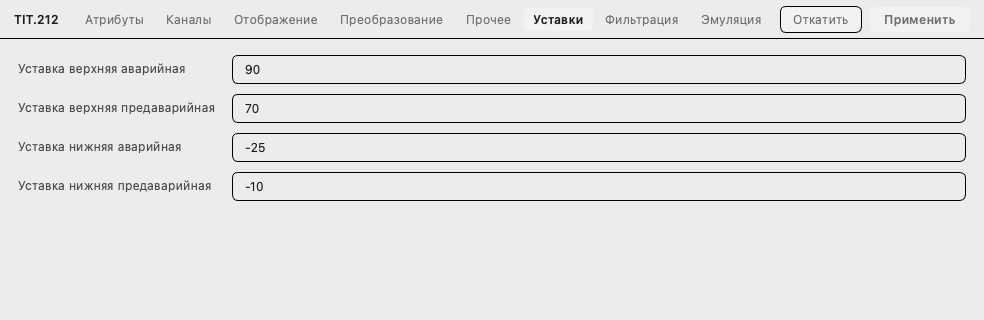 TIT.212 Атрибуты Каналы Отображение Преобразование Прочее Уставки Фильтрация Эмуляция Откатить Применить
Уставка верхняя аварийная 90
Уставка верхняя предаварийная 70
Уставка нижняя аварийная -25
Уставка нижняя предаварийная -10